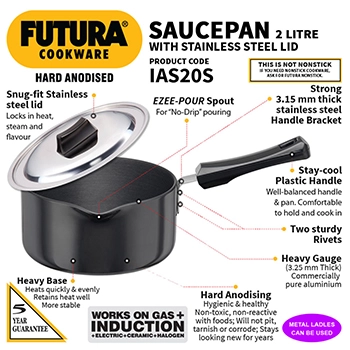 FUTURA®
COOKWARE
HARD ANODISED
SAUCEPAN 2 LITRE
WITH STAINLESS STEEL LID
PRODUCT CODE
IAS20S
THIS IS NOT NONSTICK
IF YOU NEED NONSTICK COOKWARE,
ASK FOR FUTURA NONSTICK.
Snug-fit Stainless
steel lid
Locks in heat,
steam and
flavour
EZEE-POUR Spout
For "No-Drip" pouring
Strong
3.15 mm thick
stainless steel
Handle Bracket
Stay-cool
Plastic Handle
Well-balanced handle
& pan. Comfortable
to hold and cook in
Two sturdy
Rivets
Heavy Gauge
(3.25 mm Thick)
Commercially
pure aluminium
Heavy Base
Heats quickly & evenly
Retains heat well
More stable
5
YEAR
GUARANTEE
WORKS ON GAS +
INDUCTION
+ELECTRIC+CERAMIC+HALOGEN
Hard Anodising
Hygienic & healthy
Non-toxic, non-reactive
with foods; Will not pit,
tarnish or corrode; Stays
looking new for years
METAL LADLES
CAN BE USED